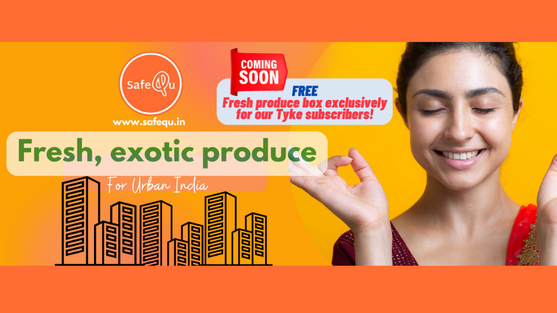 SafeQu
www.safequ.in
COMING
SOON
FREE
Fresh produce box exclusively
for our Tyke subscribers!
Fresh, exotic produce
For Urban India